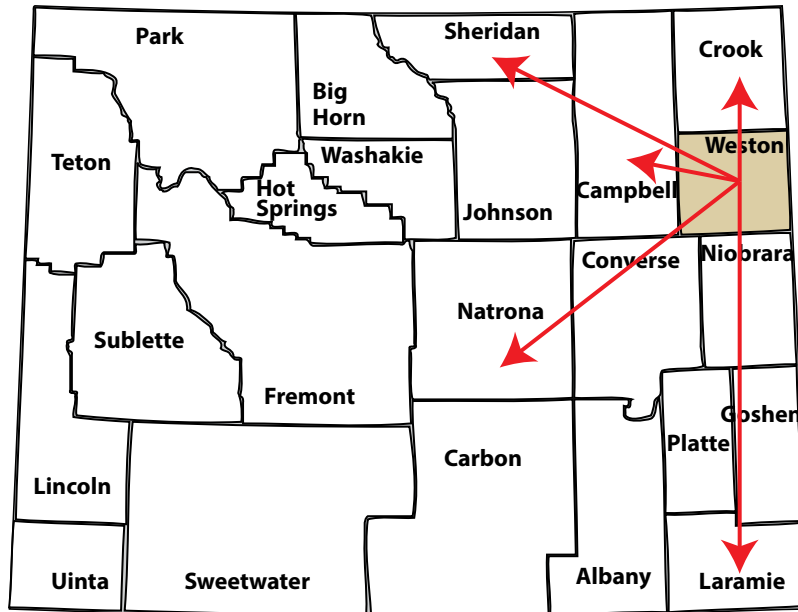 Park
Sheridan
Crook
Big
Horn
Teton
Washakie
Weston
Hot
Springs
Campbell
Johnson
Converse
Niobrara
Natrona
Sublette
Fremont
Goshen
Platte
Carbon
Lincoln
Uinta
Sweetwater
Albany
Laramie